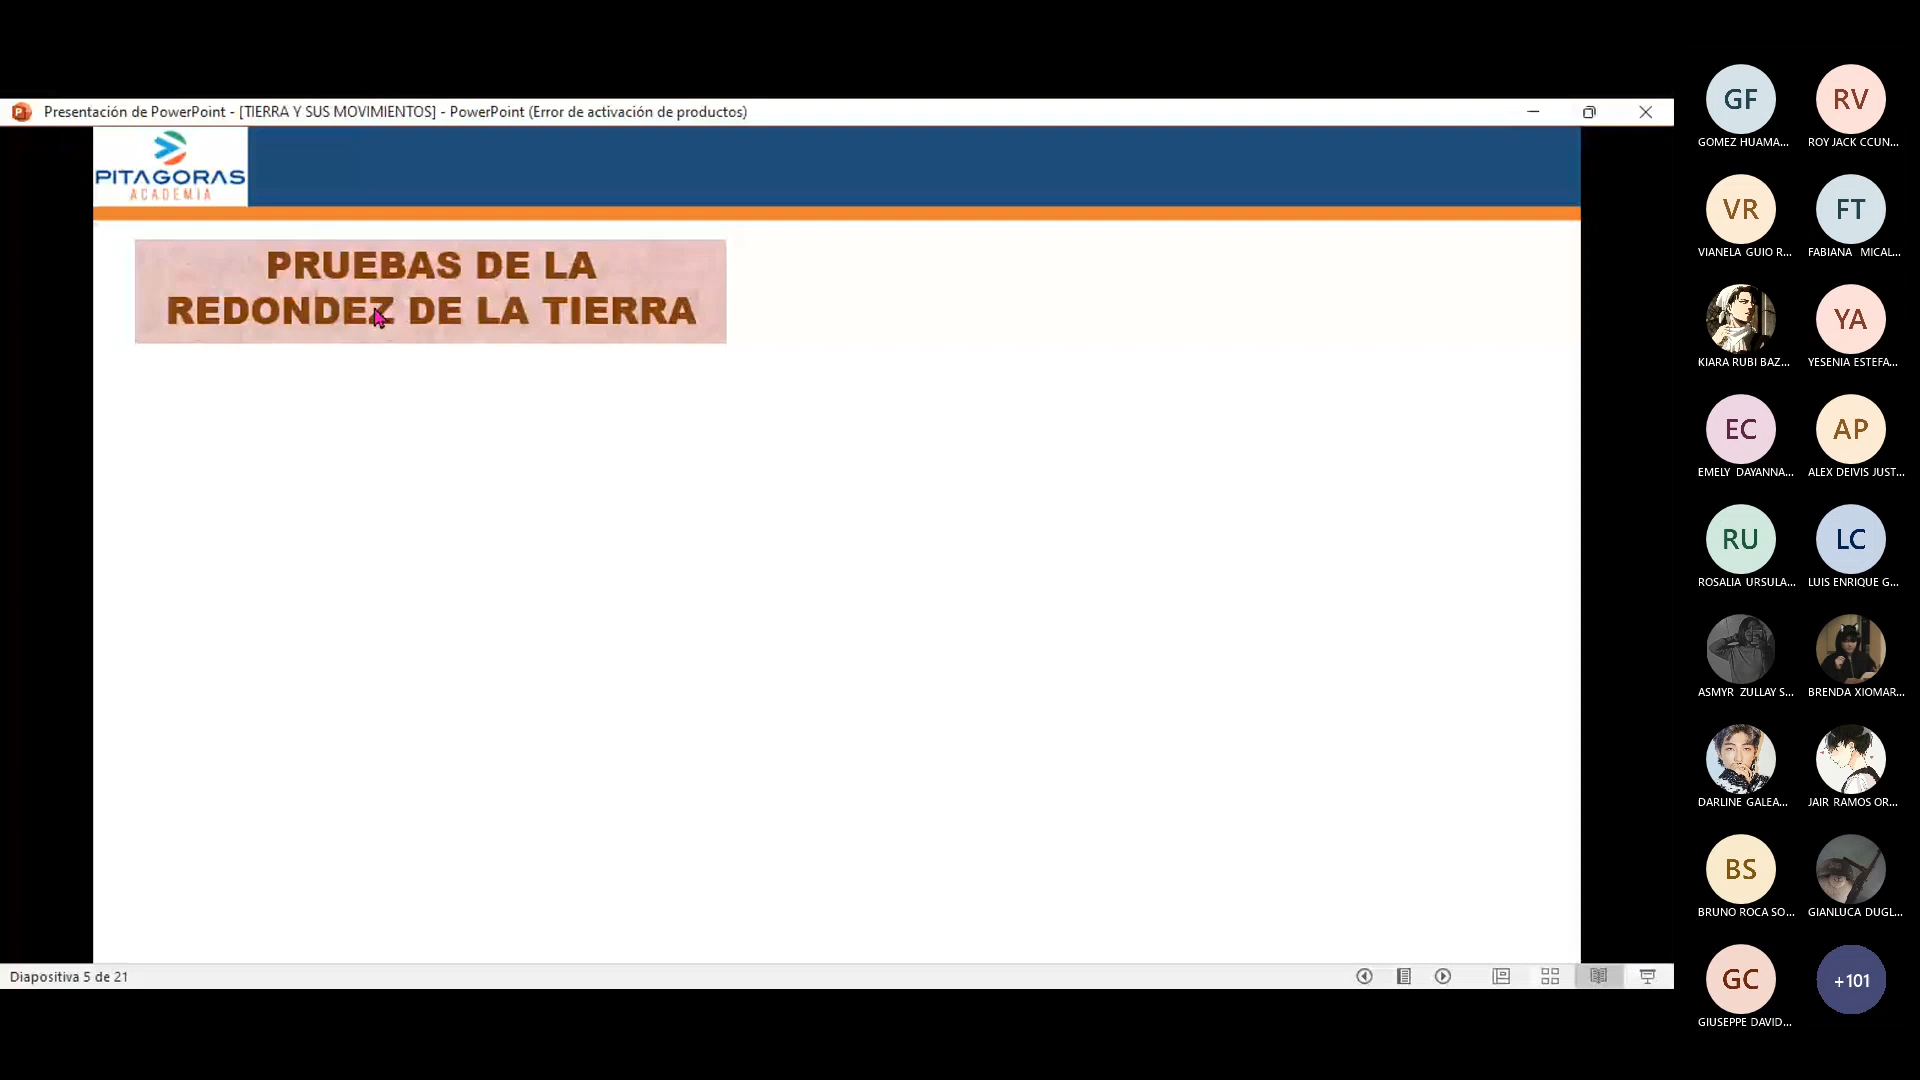 Presentación de PowerPoint - [TIERRA Y SUS MOVIMIENTOS] - PowerPoint (Error de activación de productos)
PITAGORAS
ACADEMIA
PRUEBAS DE LA
REDONDEZ DE LA TIERRA
Diapositiva 5 de 21
GF
GOMEZ HUAMA...
RV
ROY JACK CCUN...
VR
VIANELA GUIO R...
FT
FABIANA MICAL...
KIARA RUBI BAZ...
YA
YESENIA ESTEFA...
EC
EMELY DAYANNA...
AP
ALEX DEIVIS JUST...
RU
ROSALIA URSULA...
LC
LUIS ENRIQUE G...
ASMYR ZULLAY S...
BRENDA XIOMAR...
DARLINE GALEA...
JAIR RAMOS OR...
BS
BRUNO ROCA SO...
GIANLUCA DUGL...
GC
GIUSEPPE DAVID...
+101